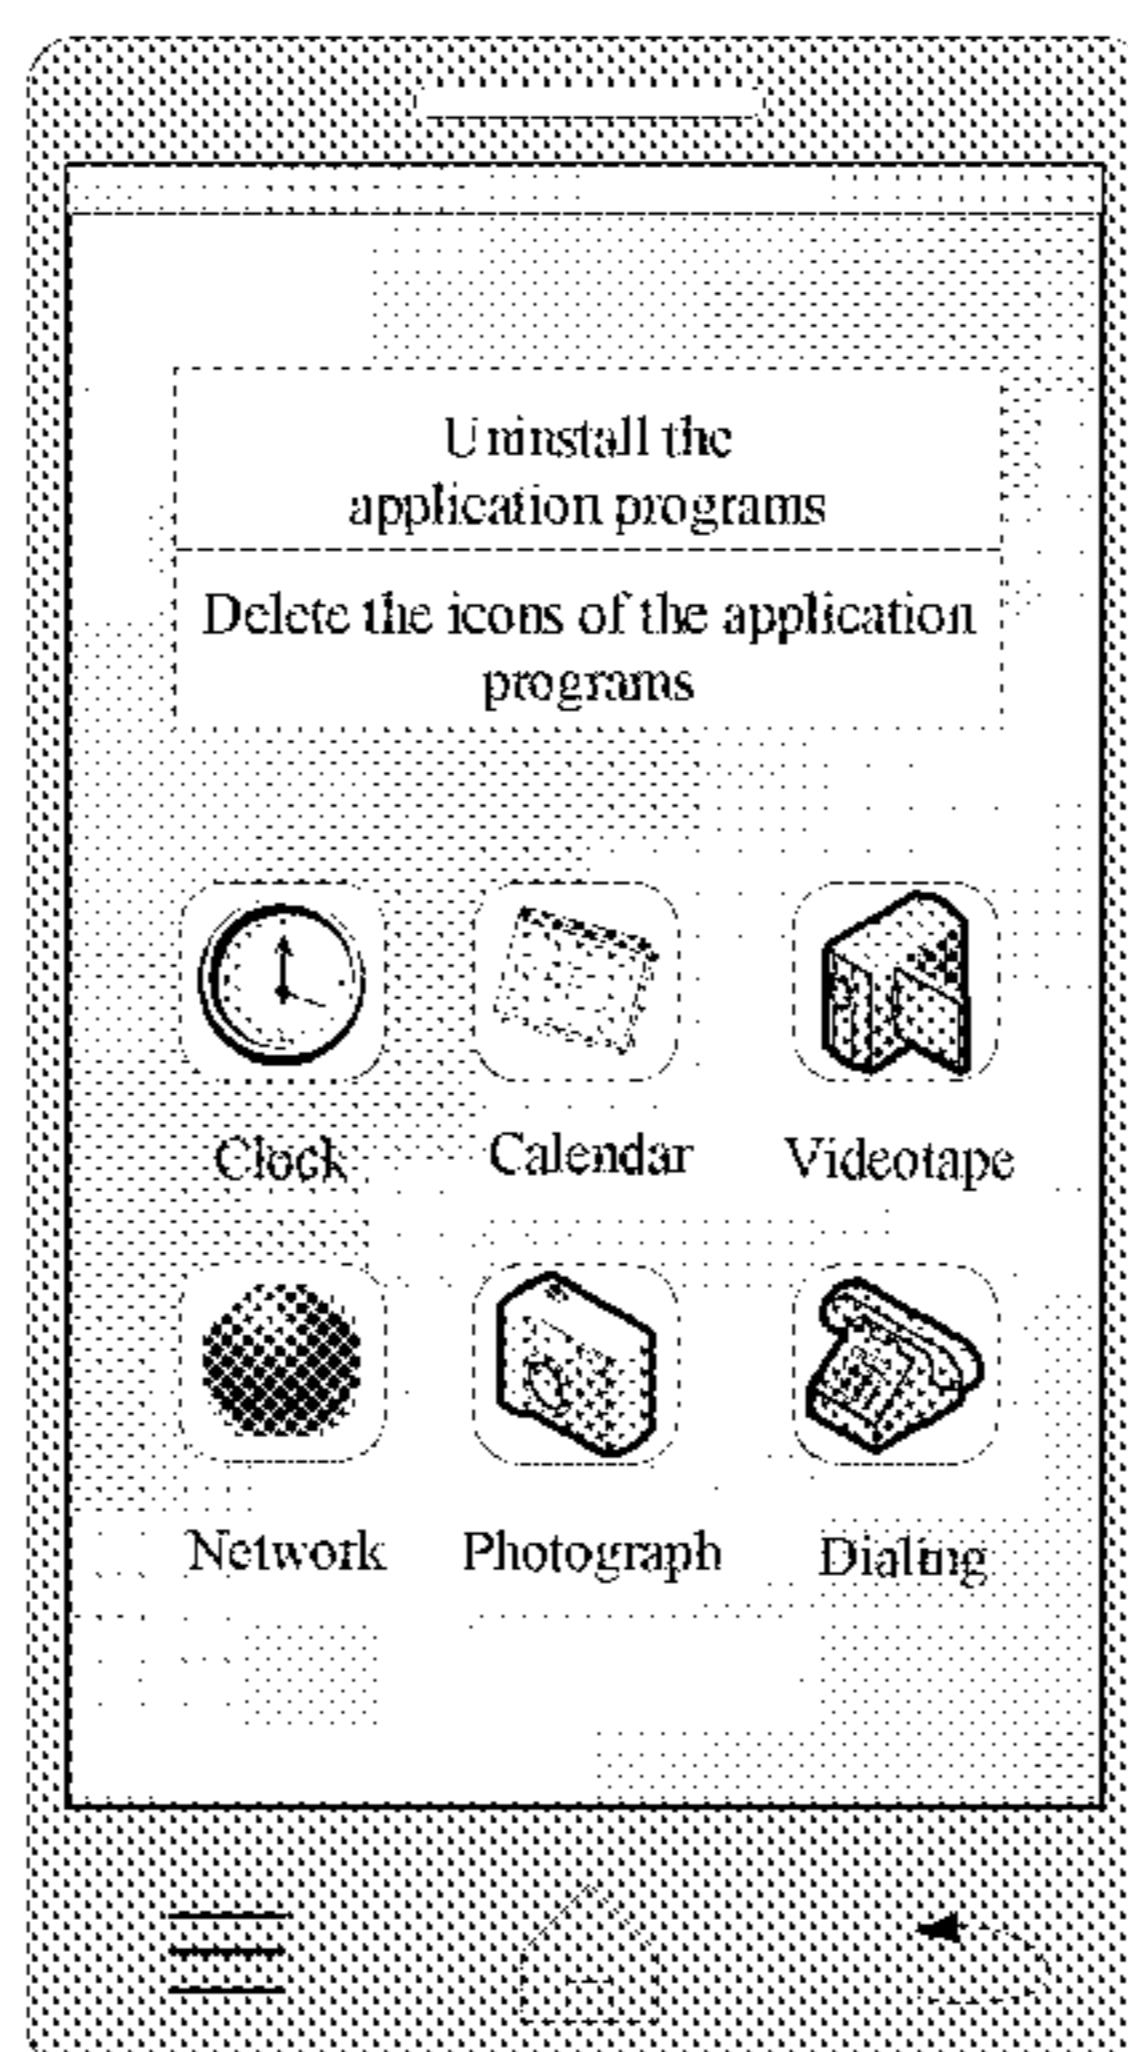 Uninstall the
application programs
Delete the icons of the application
programs
Clock Calendar Videotape
Network Photograph Dialing